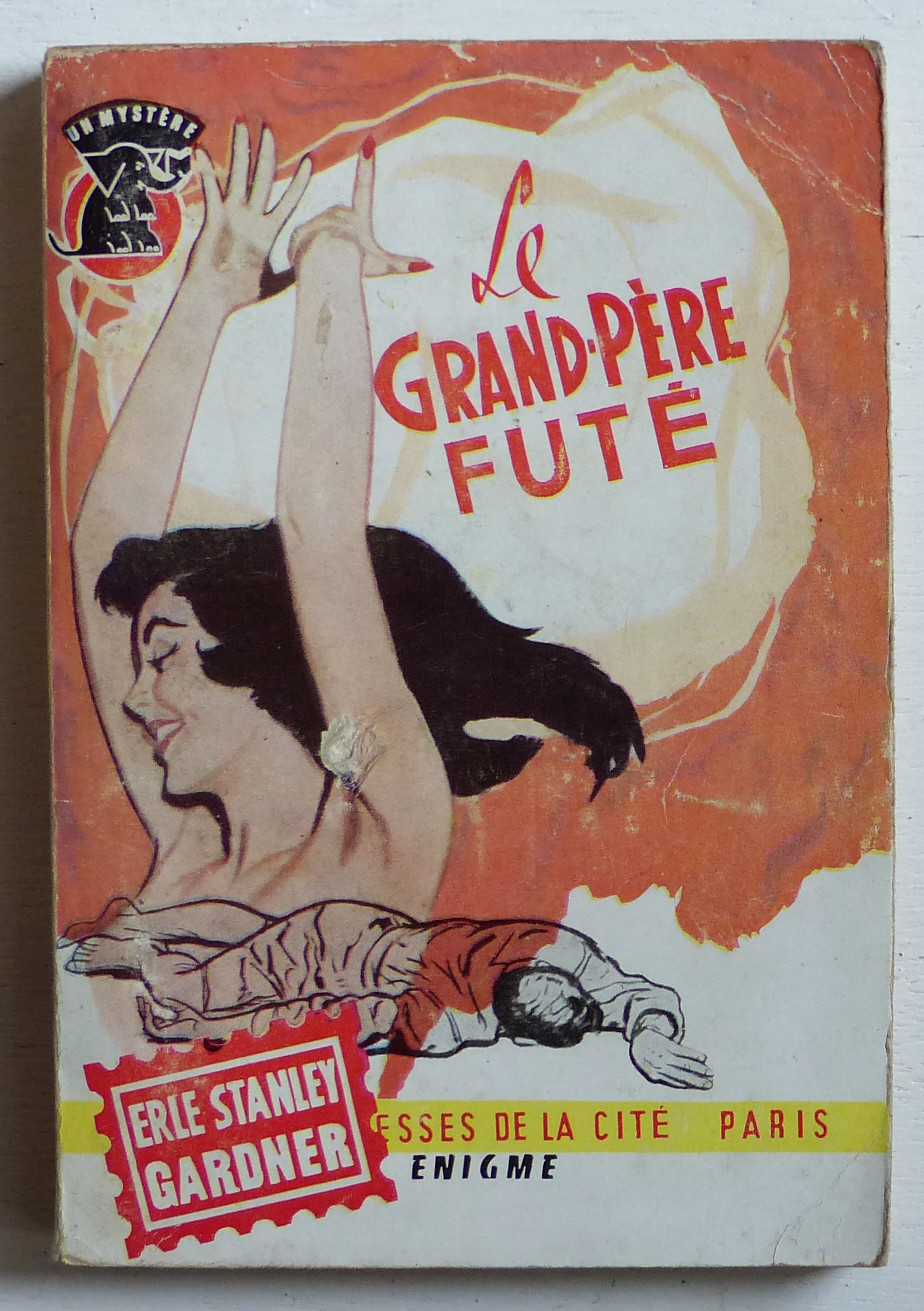 UN MYSTÈRE
Le
GRAND-PÈRE
FUTÉ
ERLE STANLEY
GARDNER
ESSES DE LA CITÉ PARIS
ENIGME